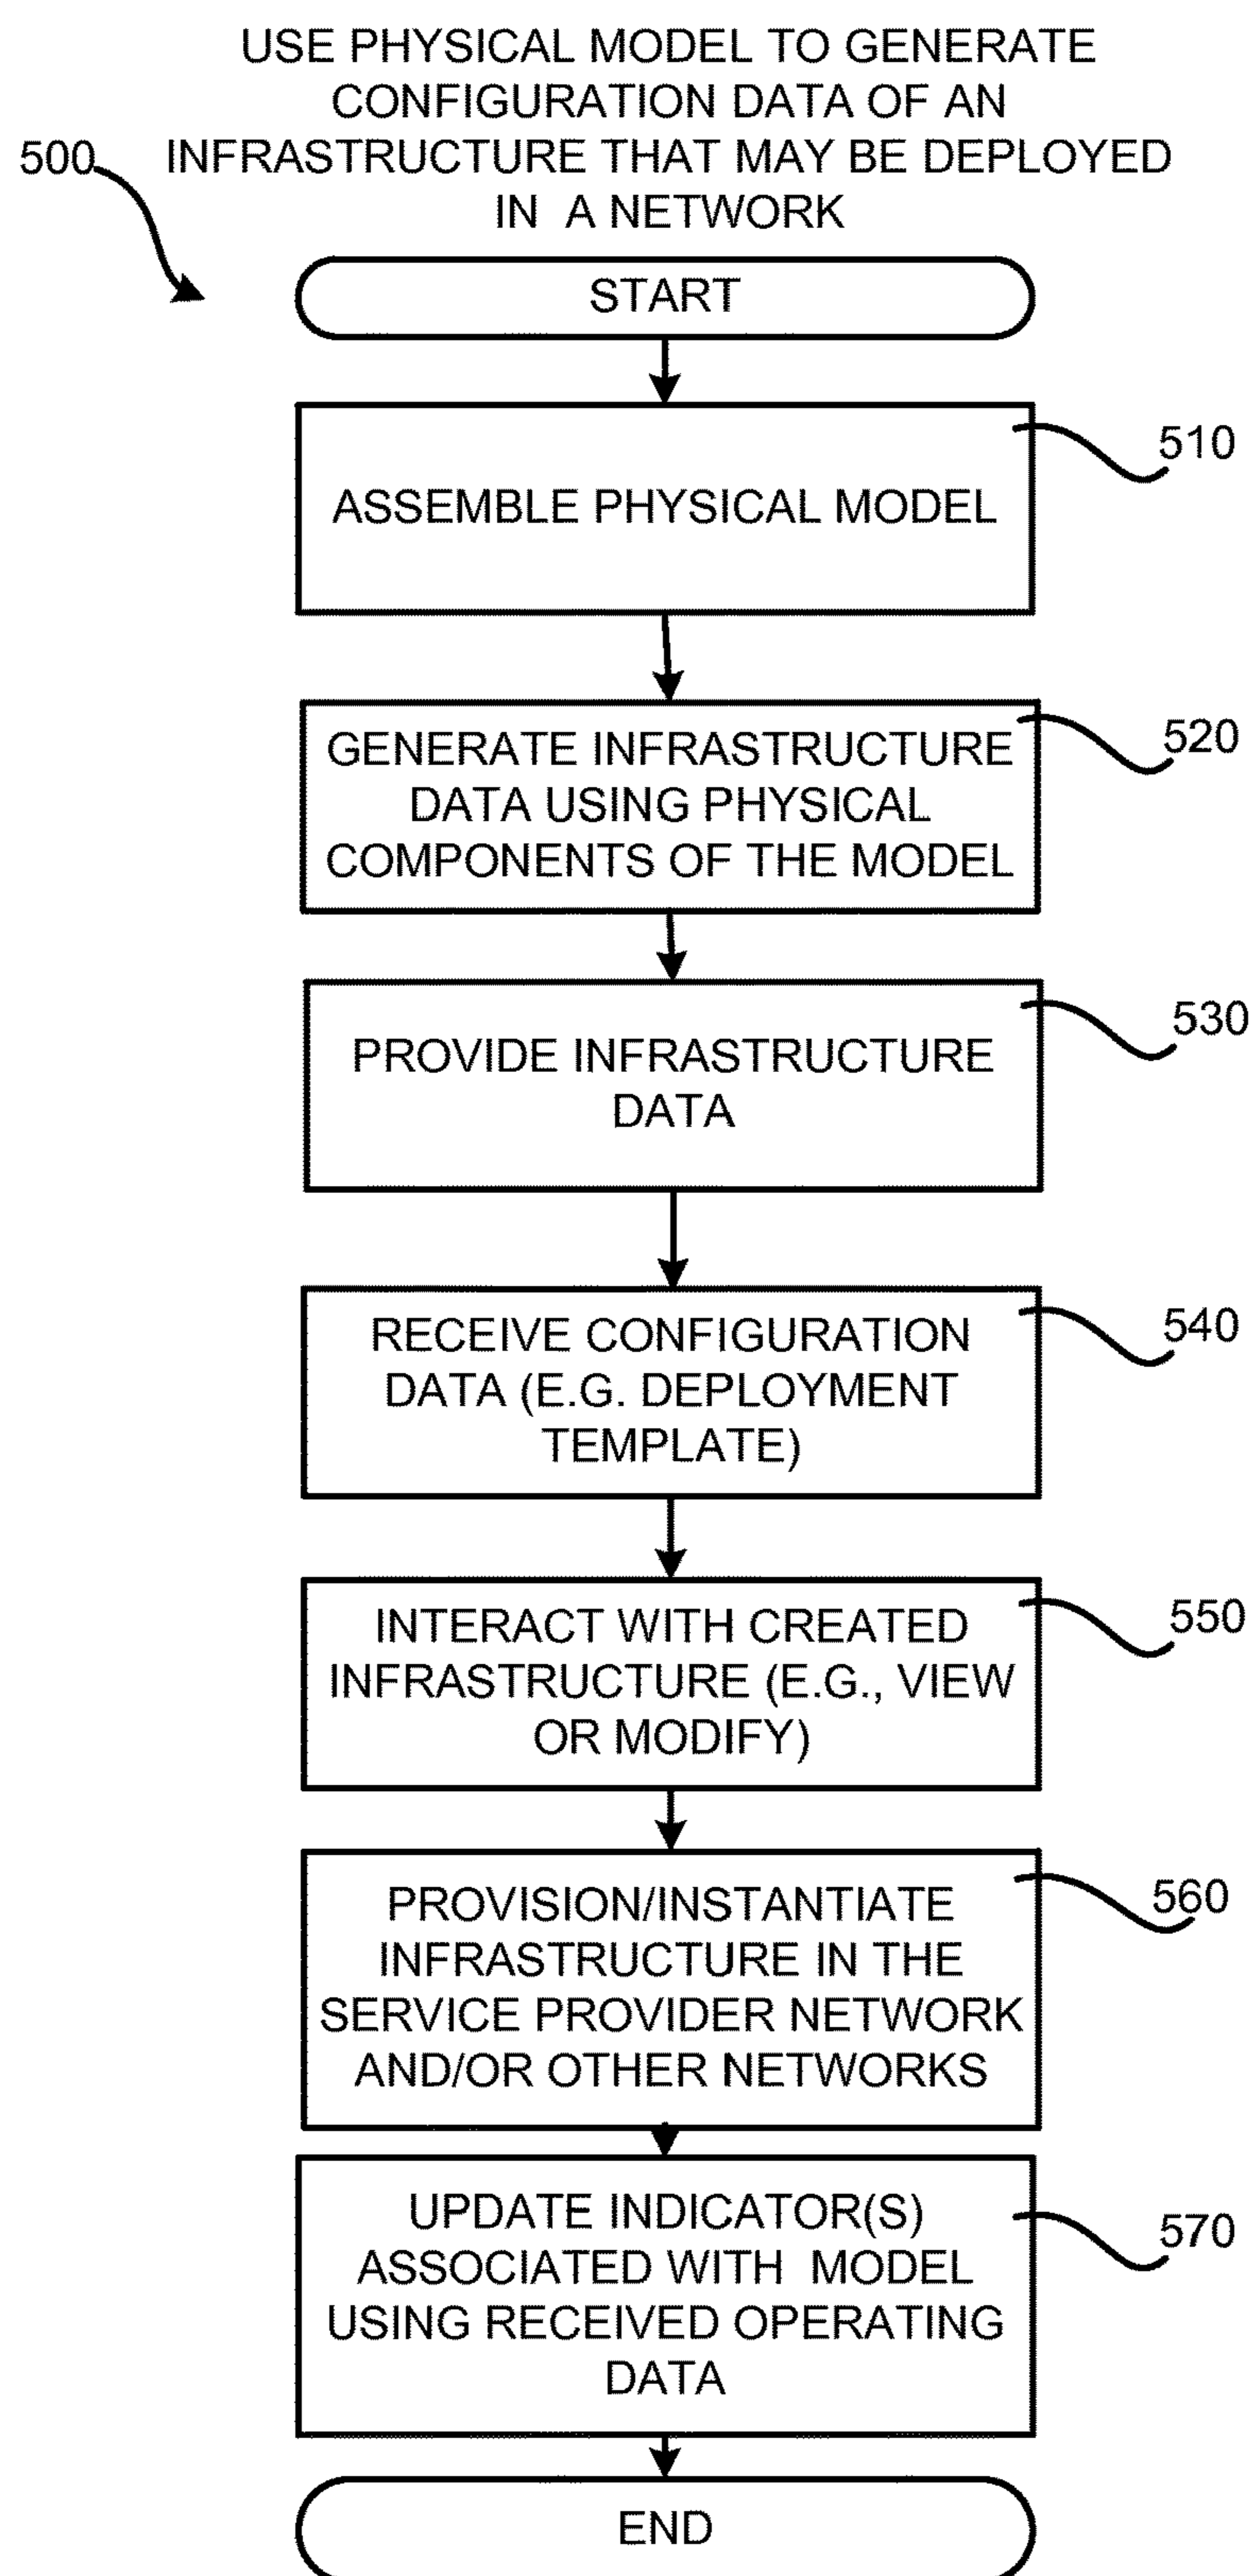 USE PHYSICAL MODEL TO GENERATE
CONFIGURATION DATA OF AN
INFRASTRUCTURE THAT MAY BE DEPLOYED
IN A NETWORK
500
START
510
ASSEMBLE PHYSICAL MODEL
520
GENERATE INFRASTRUCTURE
DATA USING PHYSICAL
COMPONENTS OF THE MODEL
530
PROVIDE INFRASTRUCTURE
DATA
540
RECEIVE CONFIGURATION
DATA (E.G. DEPLOYMENT
TEMPLATE)
550
INTERACT WITH CREATED
INFRASTRUCTURE (E.G., VIEW
OR MODIFY)
560
PROVISION/INSTANTIATE
INFRASTRUCTURE IN THE
SERVICE PROVIDER NETWORK
AND/OR OTHER NETWORKS
570
UPDATE INDICATOR(S)
ASSOCIATED WITH MODEL
USING RECEIVED OPERATING
DATA
END